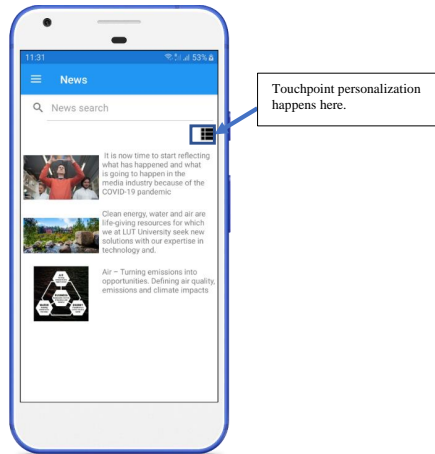 11:31
53%
News
News search
It is now time to start reflecting
what has happened and what
is going to happen in the
media industry because of the
COVID-19 pandemic
Clean energy, water and air are
life-giving resources for which
we at LUT University seek new
solutions with our expertise in
technology and.
Air – Turning emissions into
opportunities. Defining air quality,
emissions and climate impacts
Touchpoint personalization
happens here.